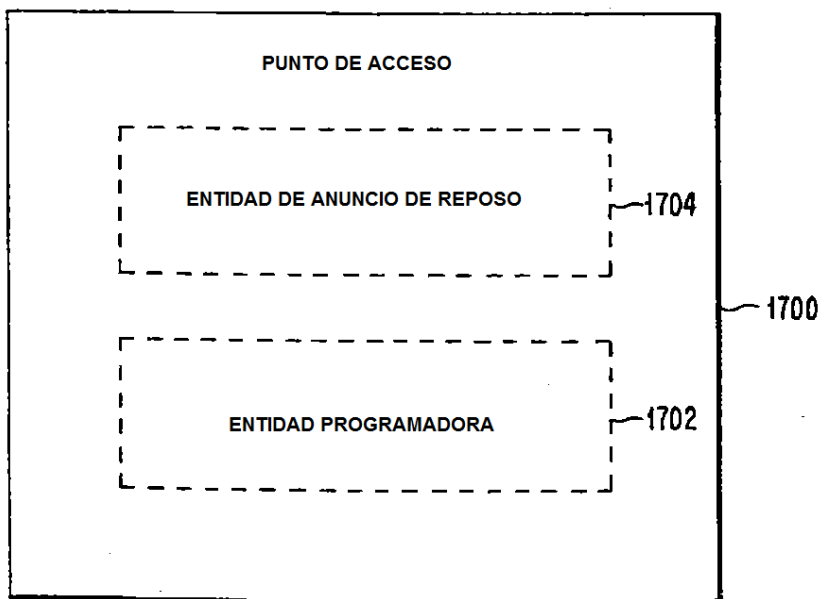 PUNTO DE ACCESO
ENTIDAD DE ANUNCIO DE REPOSO
1704
1700
ENTIDAD PROGRAMADORA
1702